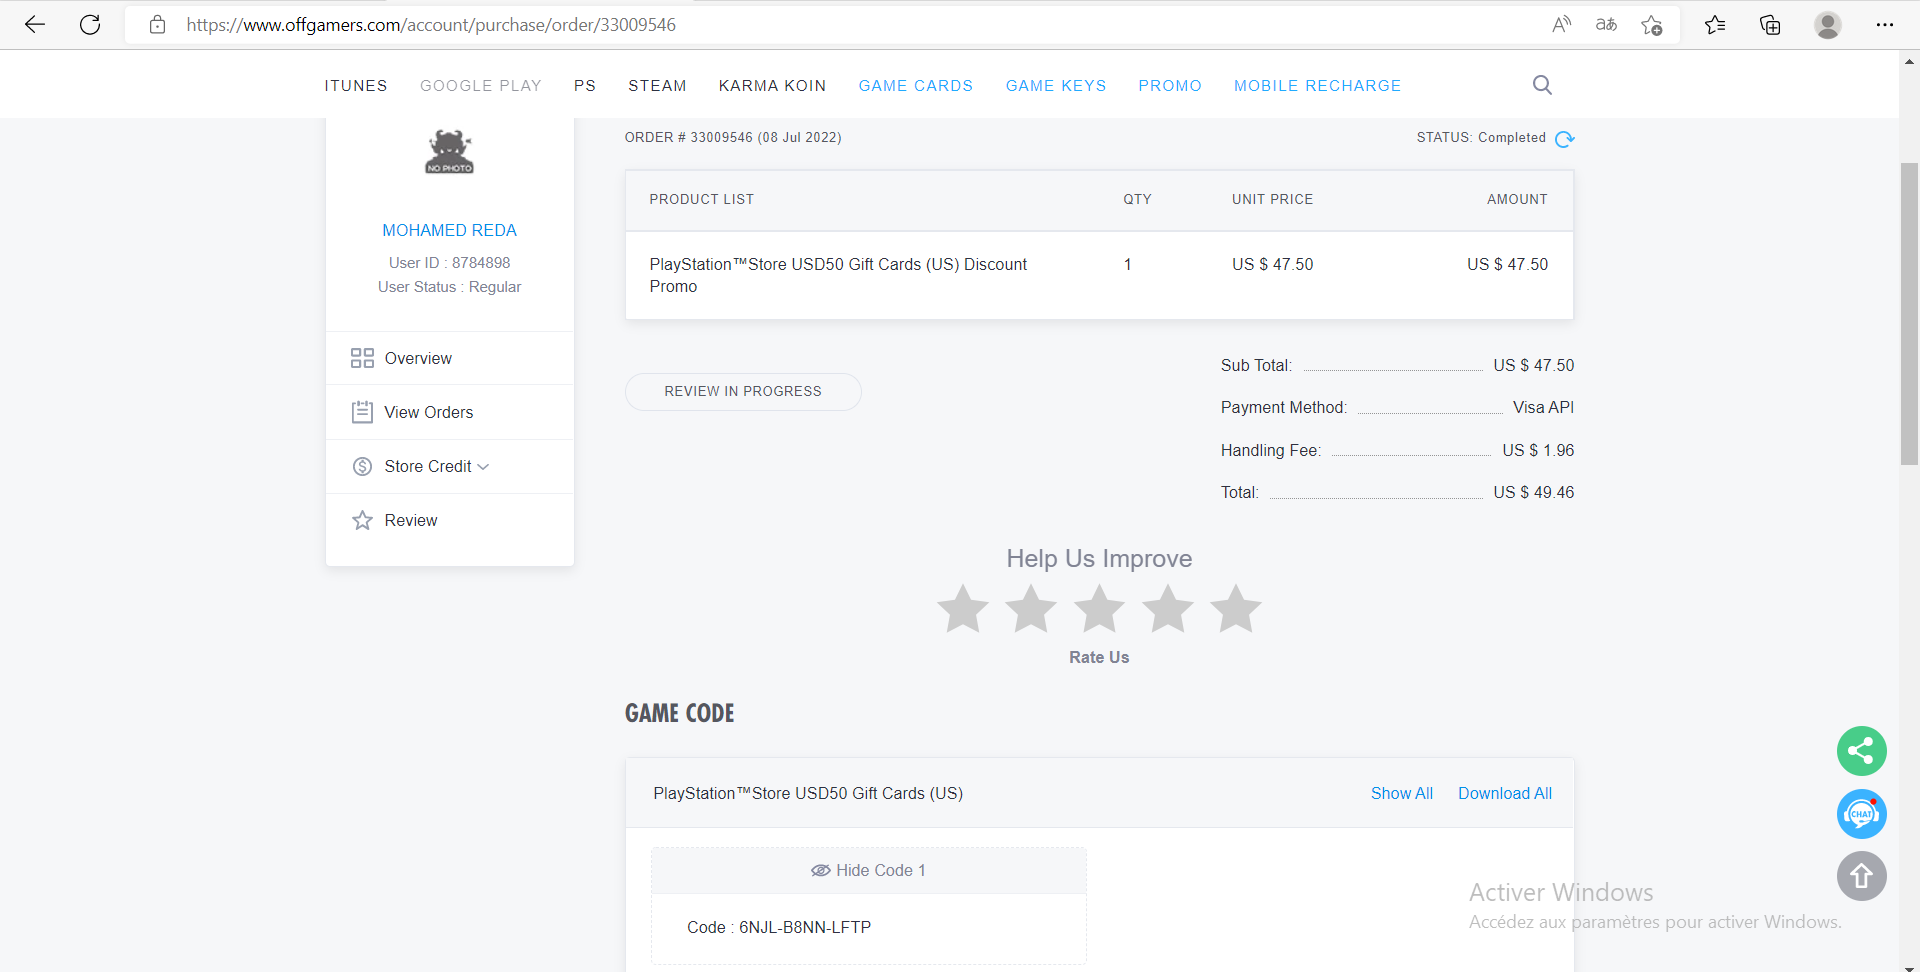 https://www.offgamers.com/account/purchase/order/33009546
ITUNES GOOGLE PLAY PS STEAM KARMA KOIN GAME CARDS GAME KEYS PROMO MOBILE RECHARGE
NO PHOTO
MOHAMED REDA
User ID : 8784898
User Status : Regular
Overview
View Orders
Store Credit
Review
ORDER # 33009546 (08 Jul 2022) STATUS: Completed
PRODUCT LIST QTY UNIT PRICE AMOUNT
PlayStation™Store USD50 Gift Cards (US) Discount 1 US $ 47.50 US $ 47.50
Promo
REVIEW IN PROGRESS
Sub Total: US $ 47.50
Payment Method: Visa API
Handling Fee: US $ 1.96
Total: US $ 49.46
Help Us Improve
Rate Us
GAME CODE
PlayStation™Store USD50 Gift Cards (US) Show All Download All
Hide Code 1
Code : 6NJL-B8NN-LFTP
CHAT
Activer Windows
Accédez aux paramètres pour activer Windows.